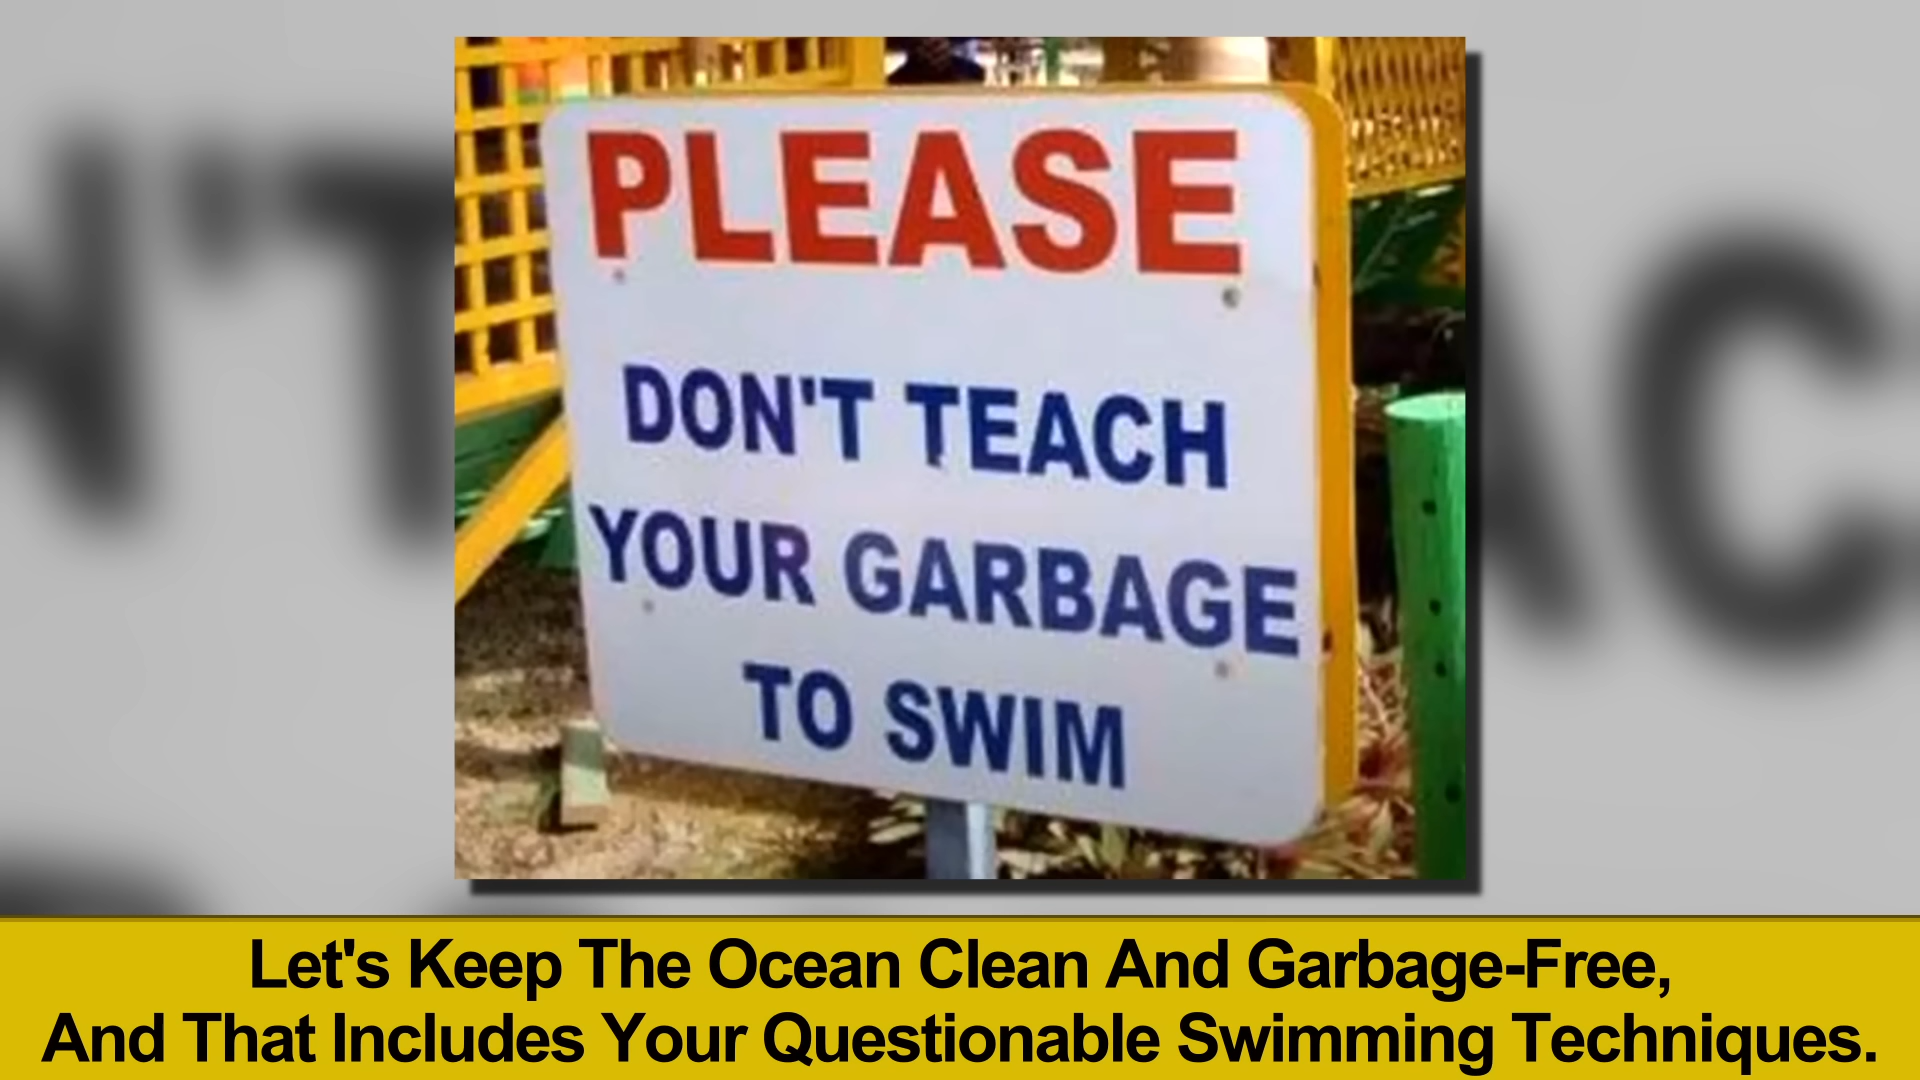 PLEASE
DON'T TEACH
YOUR GARBAGE
TO SWIM
Let's Keep The Ocean Clean And Garbage-Free,
And That Includes Your Questionable Swimming Techniques.